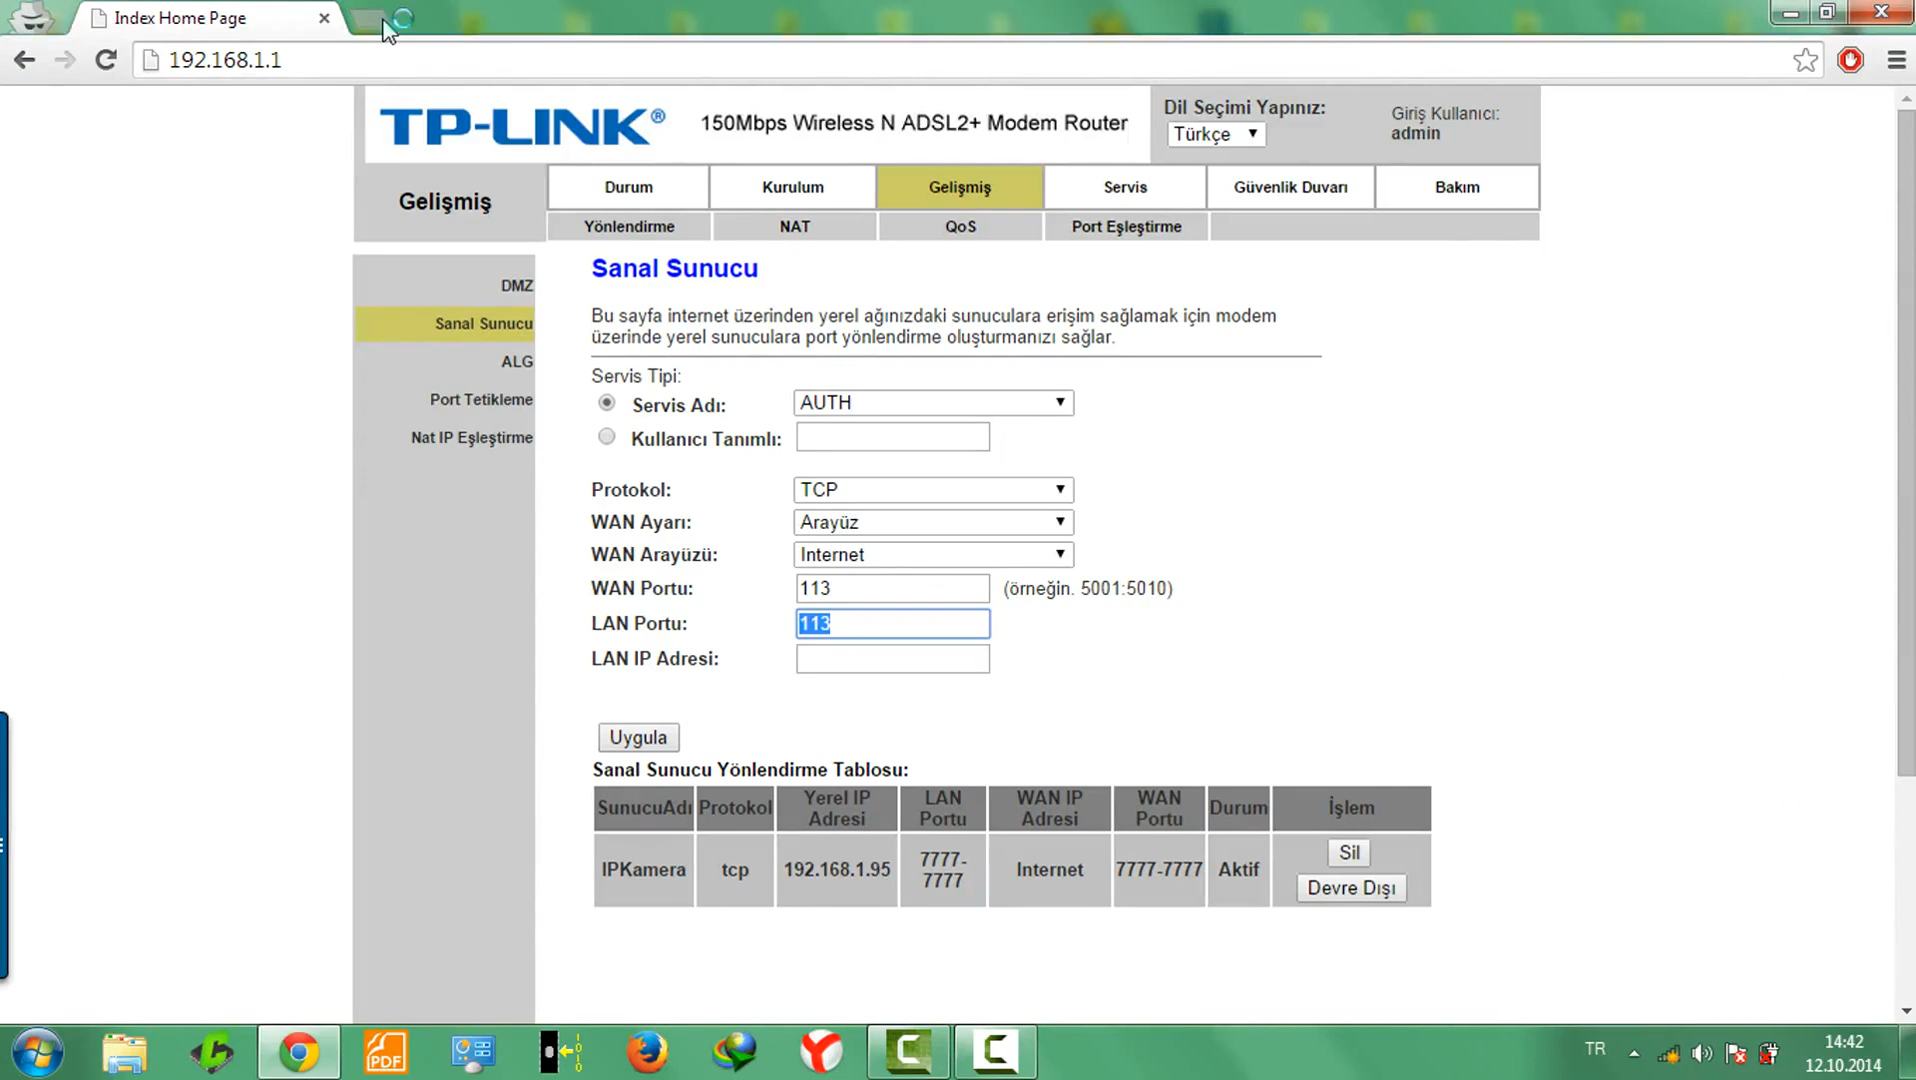 Index Home Page
192.168.1.1
TP-LINK®
150Mbps Wireless N ADSL2+ Modem Router
Dil Seçimi Yapınız:
Türkçe
Giriş Kullanıcı:
admin
Gelişmiş
Durum
Kurulum
Gelişmiş
Servis
Güvenlik Duvarı
Bakım
Yönlendirme
NAT
QoS
Port Eşleştirme
DMZ
Sanal Sunucu
ALG
Port Tetikleme
Nat IP Eşleştirme
Sanal Sunucu
Bu sayfa internet üzerinden yerel ağınızdaki sunuculara erişim sağlamak için modem
üzerinde yerel sunuculara port yönlendirme oluşturmanızı sağlar.
Servis Tipi:
Servis Adı: AUTH
Kullanıcı Tanımlı:
Protokol: TCP
WAN Ayarı: Arayüz
WAN Arayüzü: Internet
WAN Portu: 113 (örneğin. 5001:5010)
LAN Portu: 113
LAN IP Adresi:
Uygula
Sanal Sunucu Yönlendirme Tablosu:
SunucuAdı Protokol Yerel IP Adresi LAN Portu WAN IP Adresi WAN Portu Durum İşlem
IPKamera tcp 192.168.1.95 7777-7777 Internet 7777-7777 Aktif Sil
Devre Dışı
PDF
TR
14:42
12.10.2014